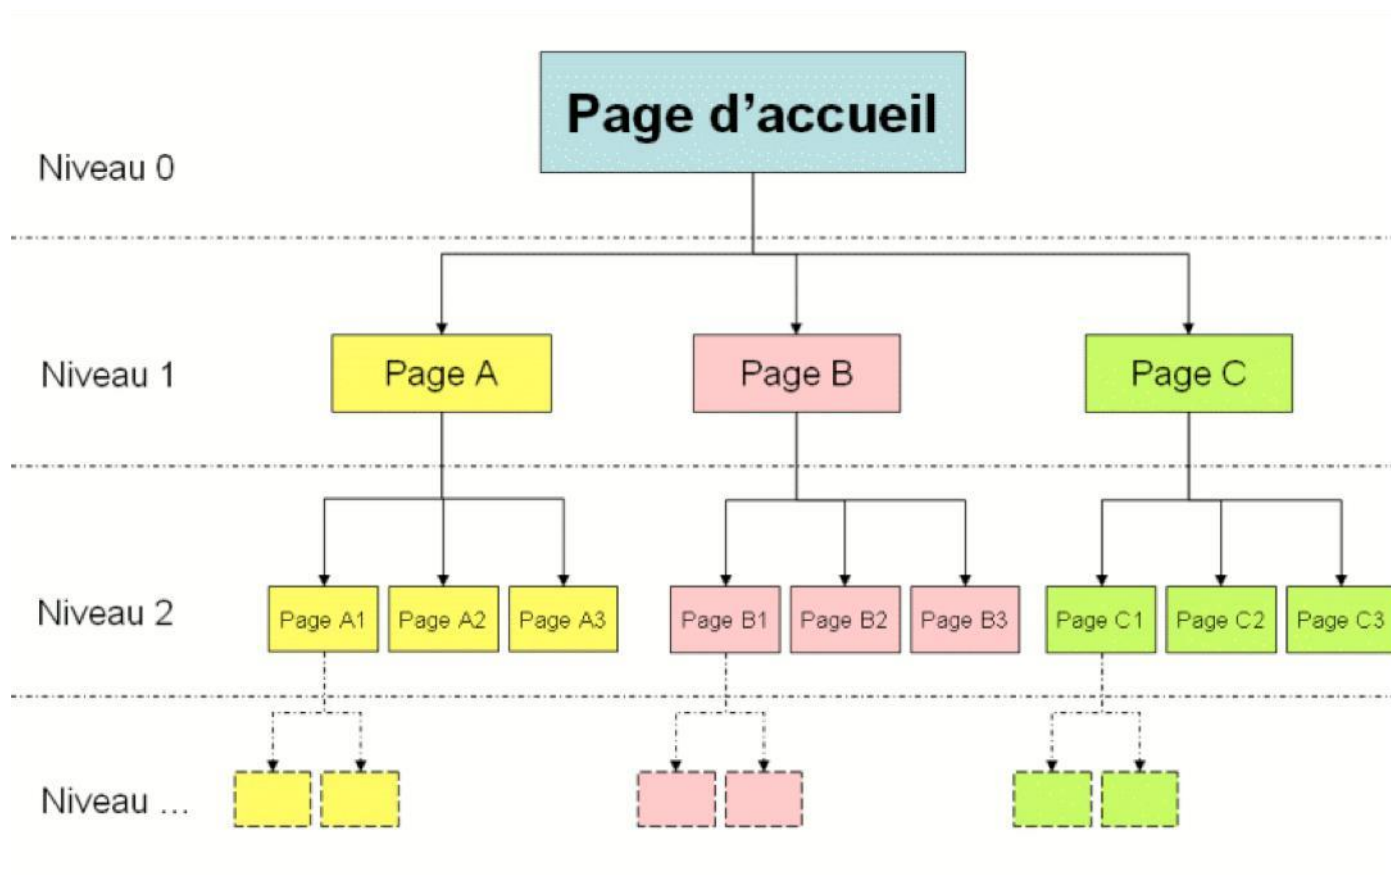 Page d’accueil
Niveau 0
Niveau 1
Page A
Page B
Page C
Niveau 2
Page A1
Page A2
Page A3
Page B1
Page B2
Page B3
Page C1
Page C2
Page C3
Niveau ...